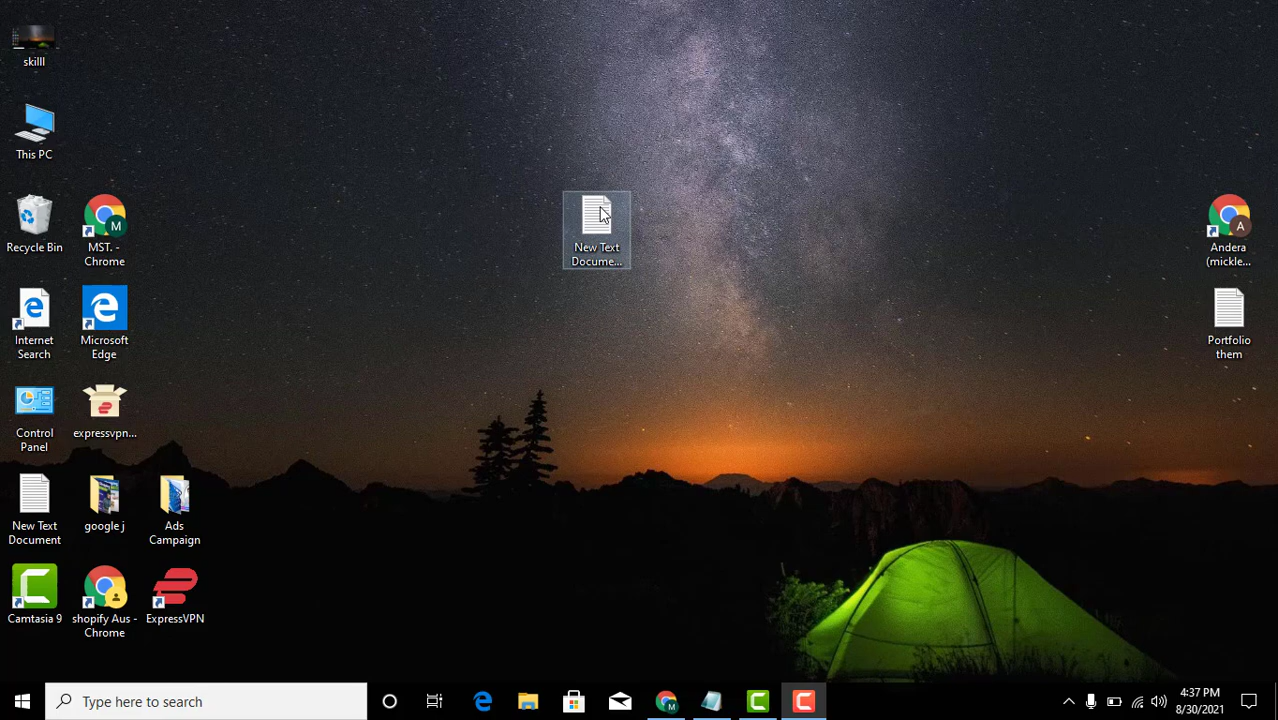 skilll
This PC
Recycle Bin
MST. -
Chrome
Internet
Search
Microsoft
Edge
Control
Panel
expressvpn...
New Text
Document
google j
Ads
Campaign
Camtasia 9
shopify Aus -
Chrome
ExpressVPN
New Text
Docume...
Andera
(mickle...
Portfolio
them
Type here to search
4:37 PM
8/30/2021